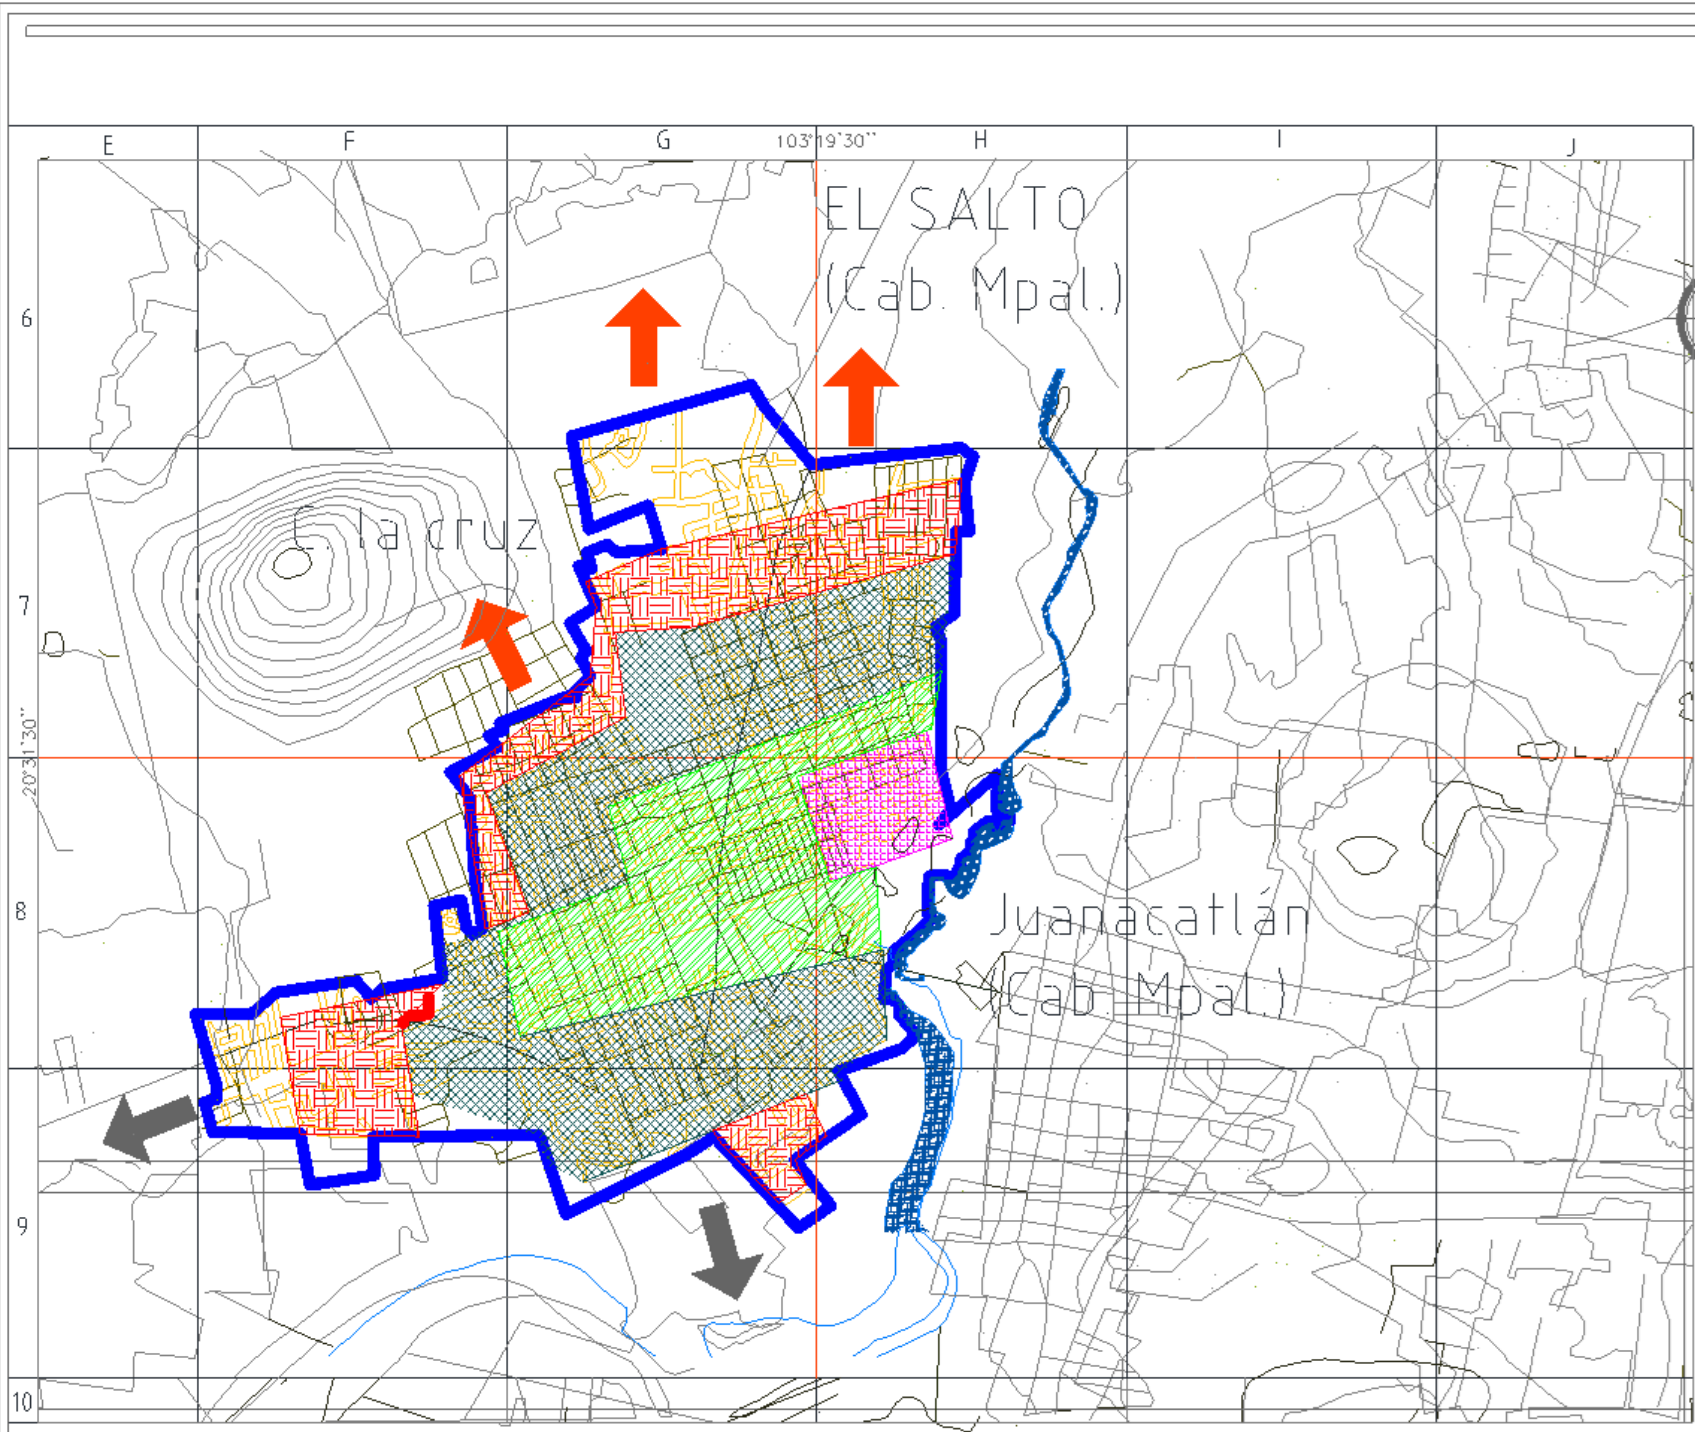 E F G 103°19'30" H I J
EL SALTO
(Cab. Mpal.)
6
C. la cruz
7
20°31'30"
8
Juanacatlán
(Cab. Mpal.)
9
10